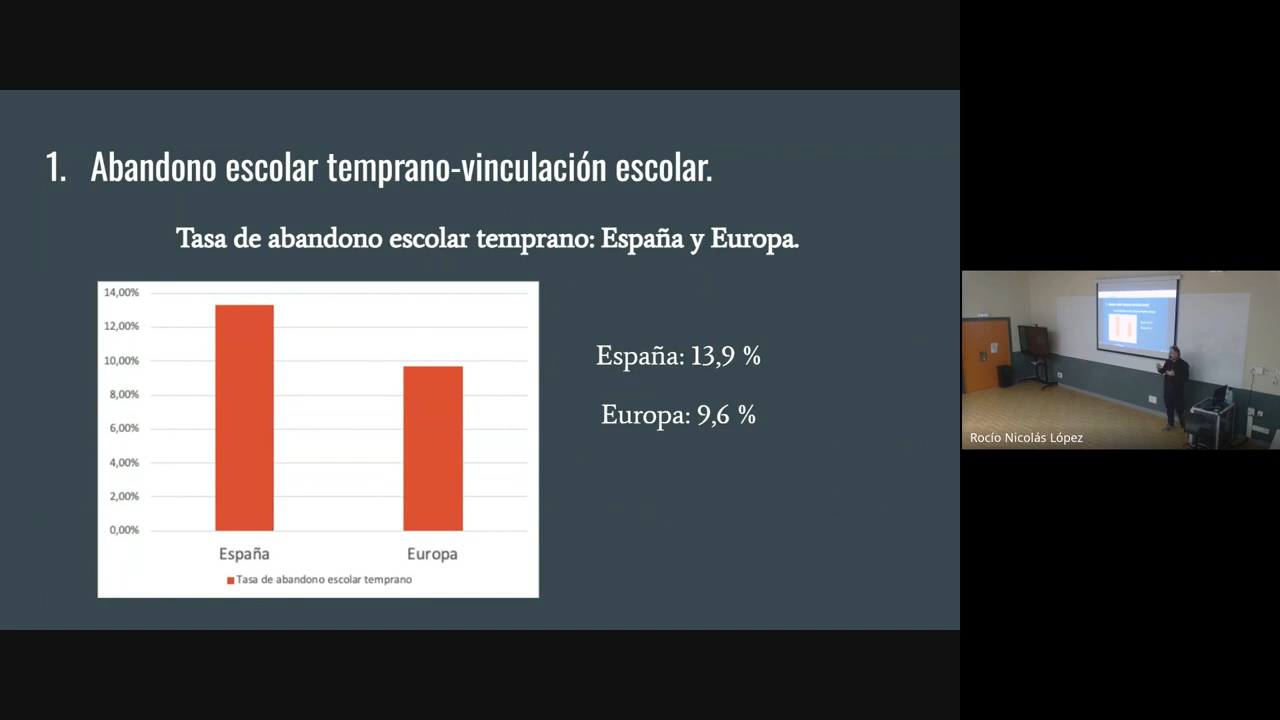 1. Abandono escolar temprano-vinculación escolar.
Tasa de abandono escolar temprano: España y Europa.
14,00%
12,00%
10,00%
8,00%
6,00%
4,00%
2,00%
0,00%
España
Europa
Tasa de abandono escolar temprano
España: 13,9 %
Europa: 9,6 %
Rocío Nicolás López